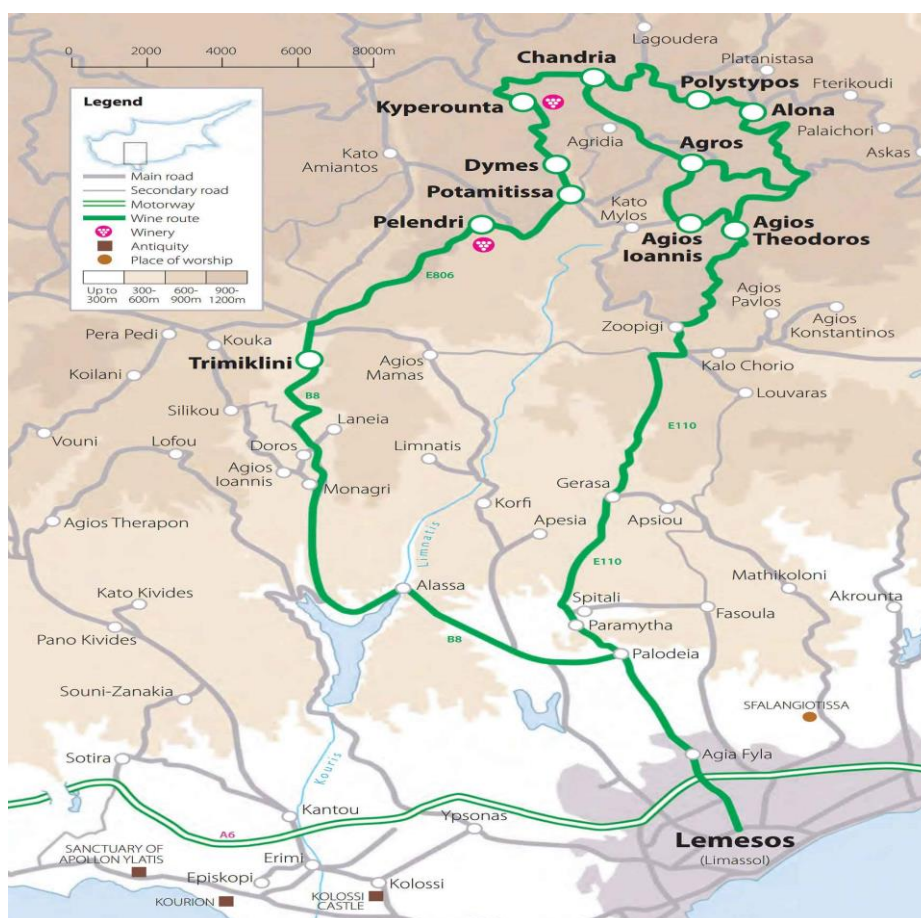 0 2000 4000 6000 8000m
Legend
Main road
Secondary road
Motorway
Wine route
Winery
Antiquity
Place of worship
Up to 300m
300-600m
600-900m
900-1200m
Lagoudera
Chandria
Platanistasa
Polystypos
Fterikoudi
Kyperounta
Alona
Palaichori
Agridia
Agros
Askas
Kato
Amiantos
Dymes
Potamitissa
Kato
Mylos
Pelendri
Agios
Ioannis
Agios
Theodoros
E806
Agios
Pavlos
Agios
Konstantinos
Zoopigi
Pera Pedi
Kouka
Trimiklini
Agios
Mamas
Kalo Chorio
Koilani
B8
Louvaras
Silikou
Laneia
E110
Vouni
Lofou
Doros
Limnatis
Agios
Ioannis
Monagri
Gerasa
Korfi
Apsiou
Agios Therapon
Apesia
Limnatis
E110
Mathikoloni
Alassa
Kato Kivides
Spitali
Fasoula
Akrounta
Pano Kivides
Paramytha
B8
Palodeia
Souni-Zanakia
SFALANGIOTISSA
Sotira
Kouris
Agia Fyla
Kantou
A6
Ypsonas
Lemesos
(Limassol)
SANCTUARY OF
APOLLON YLATIS
Erimi
Episkopi
KOLOSSI
CASTLE
Kolossi
KOURION